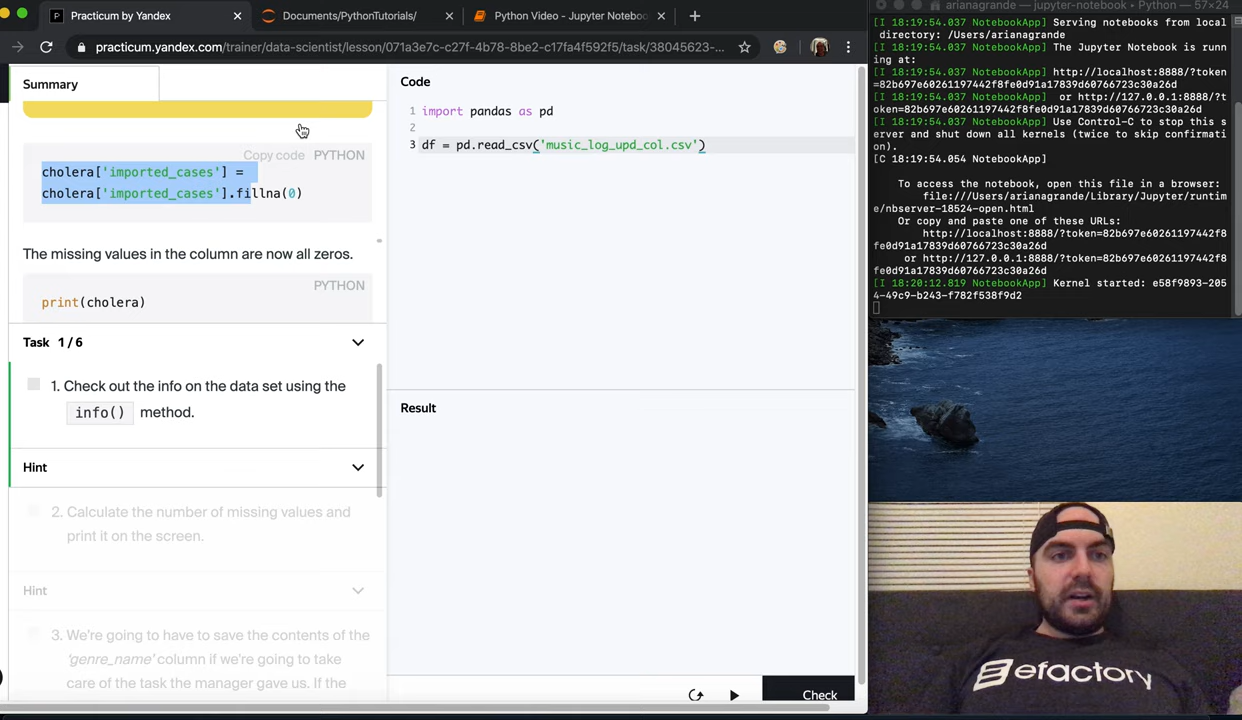 Practicum by Yandex
Documents/PythonTutorials/
Python Video - Jupyter Noteboo
practicum.yandex.com/trainer/data-scientist/lesson/071a3e7c-c27f-4b78-8be2-c17fa4f592f5/task/38045623-...
Summary
Copy code PYTHON
cholera['imported_cases'] =
cholera['imported_cases'].fillna(0)
The missing values in the column are now all zeros.
PYTHON
print(cholera)
Task 1/6
1. Check out the info on the data set using the
info() method.
Hint
2. Calculate the number of missing values and
print it on the screen.
Hint
3. We're going to have to save the contents of the
'genre_name' column if we're going to take
care of the task the manager gave us. If the
Code
1 import pandas as pd
2
3 df = pd.read_csv('music_log_upd_col.csv')
Result
Check
arianagrande — jupyter-notebook • Python — 57×24
[I 18:19:54.037 NotebookApp] Serving notebooks from local
directory: /Users/arianagrande
[I 18:19:54.037 NotebookApp] The Jupyter Notebook is runn
ing at:
[I 18:19:54.037 NotebookApp] http://localhost:8888/?token
=82b697e60261197442f8fe0d91a17839d60766723c30a26d
[I 18:19:54.037 NotebookApp]  or http://127.0.0.1:8888/?t
oken=82b697e60261197442f8fe0d91a17839d60766723c30a26d
[I 18:19:54.037 NotebookApp] Use Control-C to stop this s
erver and shut down all kernels (twice to skip confirmati
on).
[C 18:19:54.054 NotebookApp]
To access the notebook, open this file in a browser:
file:///Users/arianagrande/Library/Jupyter/runtim
e/nbserver-18524-open.html
Or copy and paste one of these URLs:
http://localhost:8888/?token=82b697e60261197442f8
fe0d91a17839d60766723c30a26d
or http://127.0.0.1:8888/?token=82b697e6026119744
2f8fe0d91a17839d60766723c30a26d
[I 18:20:12.819 NotebookApp] Kernel started: e58f9893-205
4-49c9-b243-f782f538f9d2
efactory